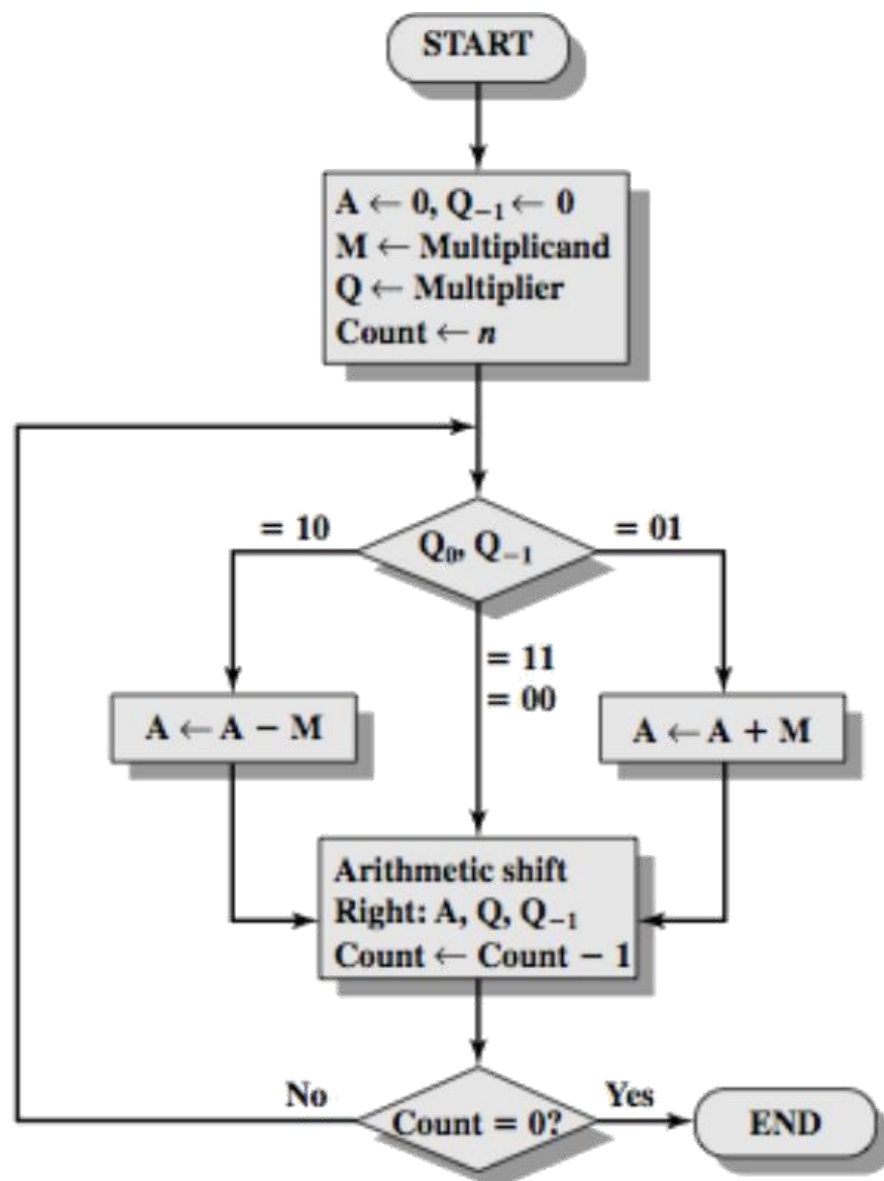 START
A ← 0, Q₋₁ ← 0
M ← Multiplicand
Q ← Multiplier
Count ← n
= 10
Q₀, Q₋₁
= 01
= 11
= 00
A ← A − M
A ← A + M
Arithmetic shift
Right: A, Q, Q₋₁
Count ← Count − 1
No
Count = 0?
Yes
END